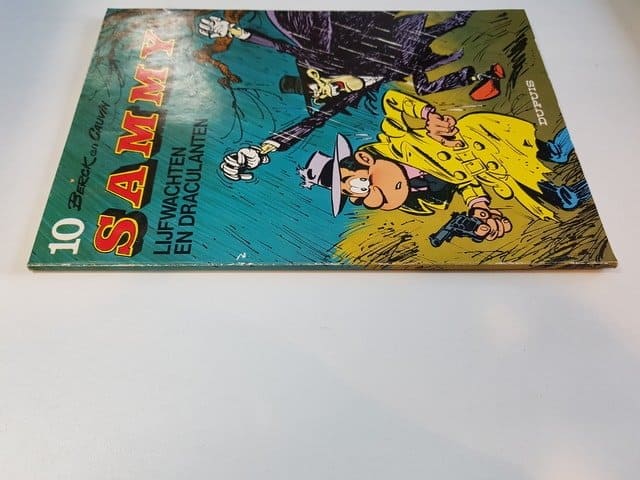 10
BERCK en CAUVIN
SAMMY
LIJFWACHTEN
EN DRACULANTEN
DUPUIS